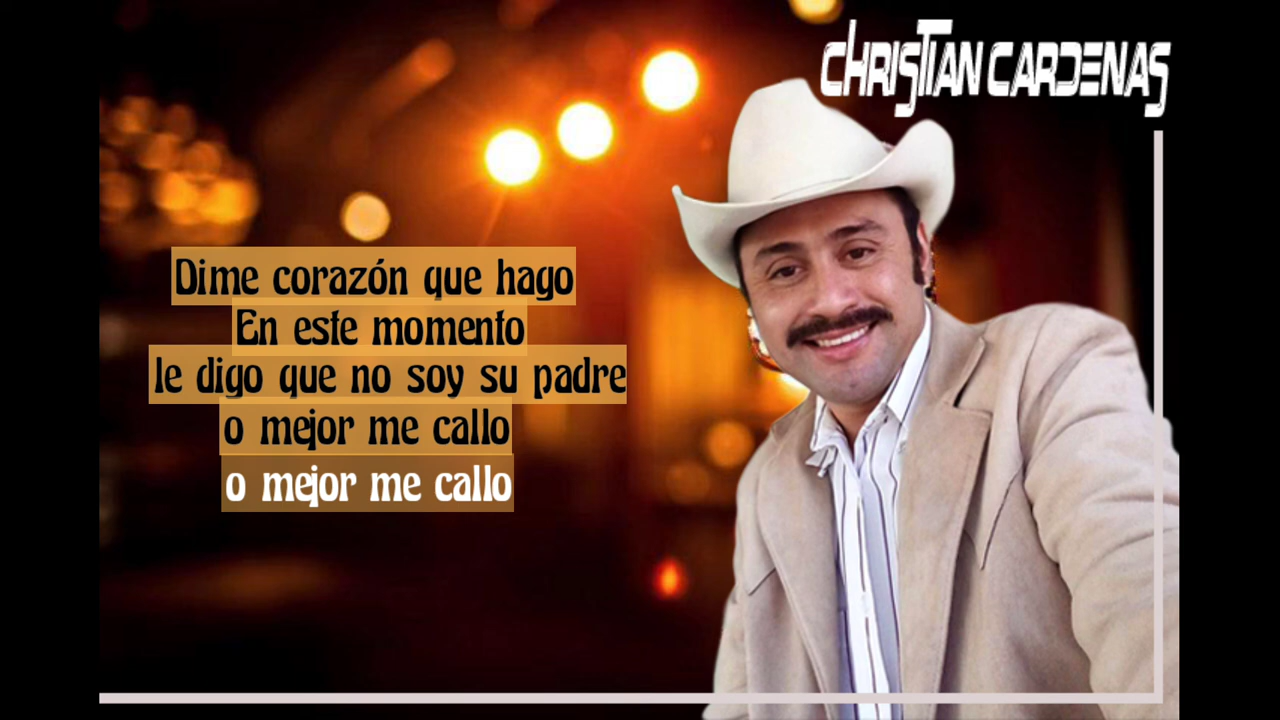 CHRISTIAN CARDENAS
Dime corazón que hago
En este momento
le digo que no soy su padre
o mejor me callo
o mejor me callo